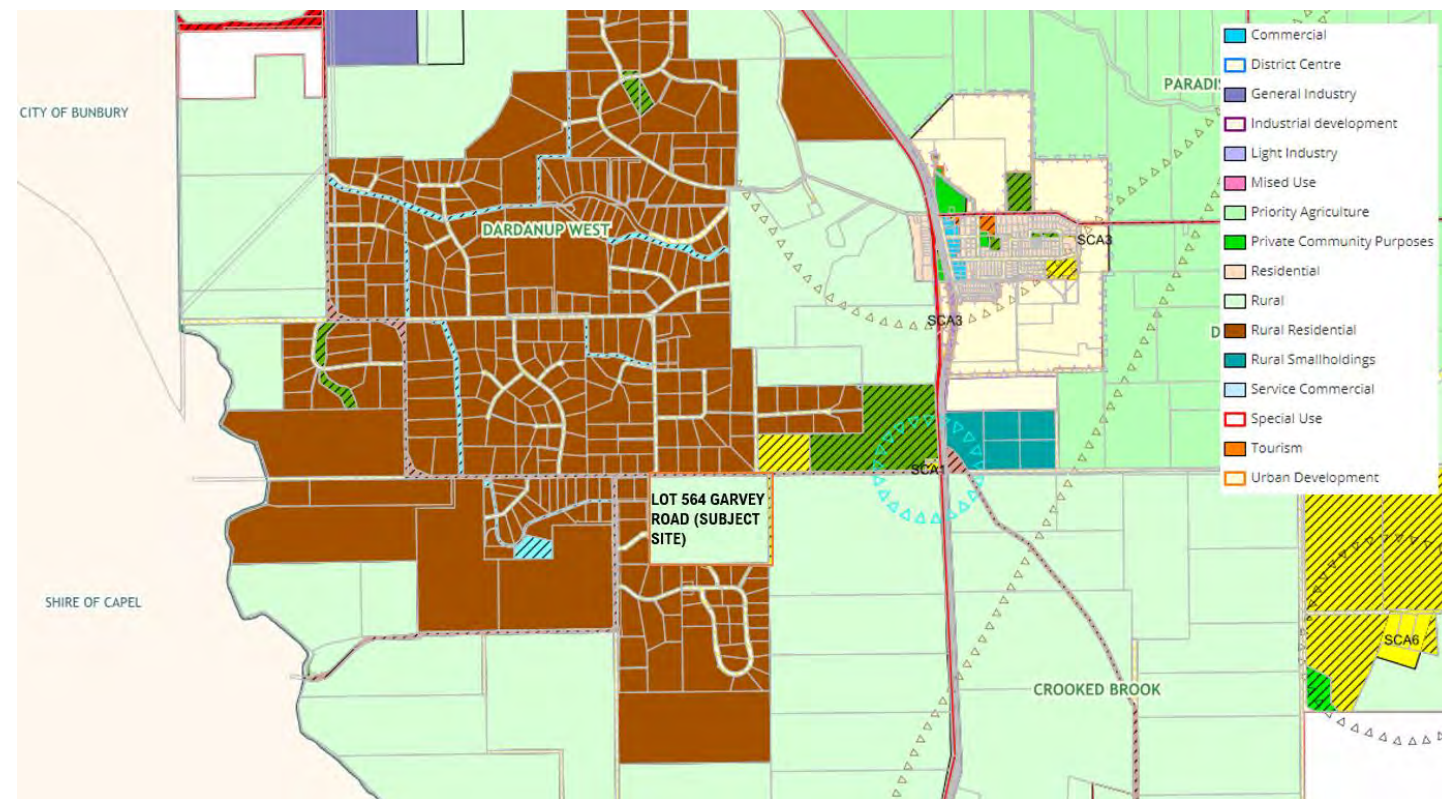 CITY OF BUNBURY
DARDANUP WEST
PARADIS
SCA3
SCA3
D
SCA1
LOT 564 GARVEY
ROAD (SUBJECT
SITE)
SHIRE OF CAPEL
CROOKED BROOK
SCA6
Commercial
District Centre
General Industry
Industrial development
Light Industry
Mised Use
Priority Agriculture
Private Community Purposes
Residential
Rural
Rural Residential
Rural Smallholdings
Service Commercial
Special Use
Tourism
Urban Development